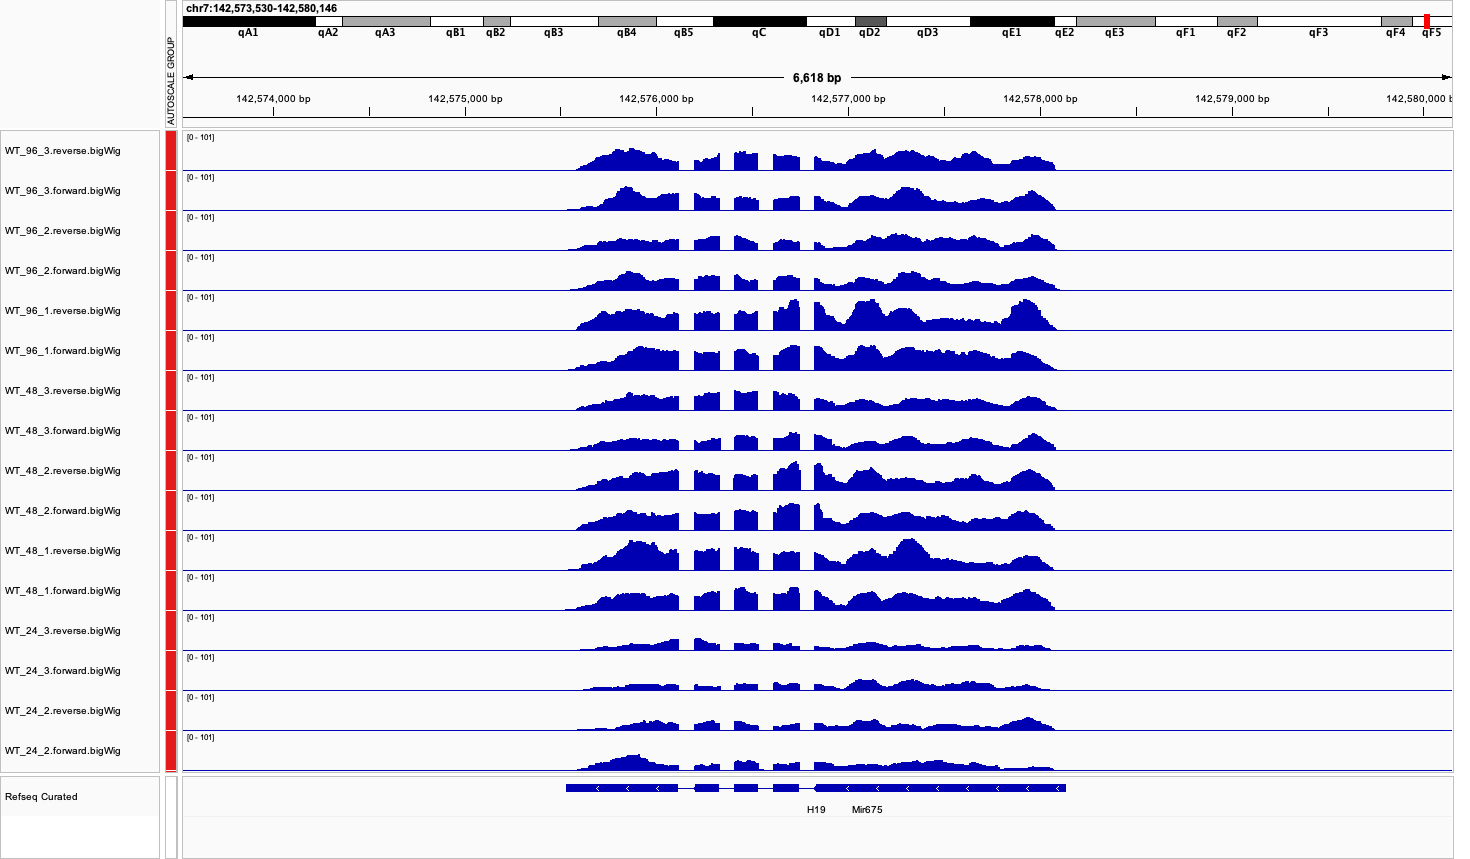 chr7:142,573,530-142,580,146
qA1 qA2 qA3 qB1 qB2 qB3 qB4 qB5 qC qD1 qD2 qD3 qE1 qE2 qE3 qF1 qF2 qF3 qF4 qF5
AUTOSCALE GROUP
6,618 bp
142,574,000 bp 142,575,000 bp 142,576,000 bp 142,577,000 bp 142,578,000 bp 142,579,000 bp 142,580,000 b
[0 - 101]
WT_96_3.reverse.bigWig
[0 - 101]
WT_96_3.forward.bigWig
[0 - 101]
WT_96_2.reverse.bigWig
[0 - 101]
WT_96_2.forward.bigWig
[0 - 101]
WT_96_1.reverse.bigWig
[0 - 101]
WT_96_1.forward.bigWig
[0 - 101]
WT_48_3.reverse.bigWig
[0 - 101]
WT_48_3.forward.bigWig
[0 - 101]
WT_48_2.reverse.bigWig
[0 - 101]
WT_48_2.forward.bigWig
[0 - 101]
WT_48_1.reverse.bigWig
[0 - 101]
WT_48_1.forward.bigWig
[0 - 101]
WT_24_3.reverse.bigWig
[0 - 101]
WT_24_3.forward.bigWig
[0 - 101]
WT_24_2.reverse.bigWig
[0 - 101]
WT_24_2.forward.bigWig
Refseq Curated
H19 Mir675